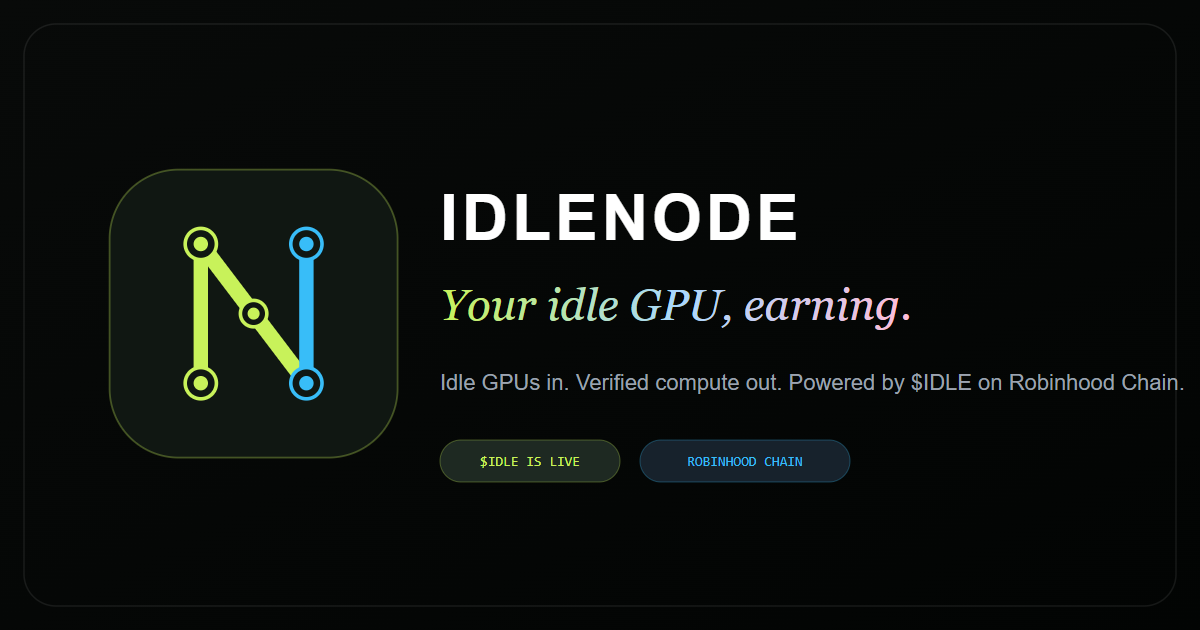 IDLENODE
Your idle GPU, earning.
Idle GPUs in. Verified compute out. Powered by $IDLE on Robinhood Chain.
$IDLE IS LIVE
ROBINHOOD CHAIN